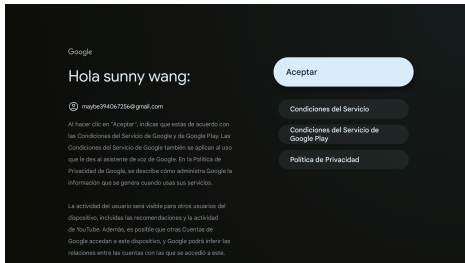 Google
Hola sunny wang:
maybe394067256@gmail.com
Al hacer clic en "Aceptar", indicas que estás de acuerdo con
las Condiciones del Servicio de Google y de Google Play. Las
Condiciones del Servicio de Google también se aplican al uso
que le des al asistente de voz de Google. En la Política de
Privacidad de Google, se describe cómo administra Google la
información que se genera cuando usas sus servicios.
La actividad del usuario será visible para otros usuarios del
dispositivo, incluidas las recomendaciones y la actividad
de YouTube. Además, es posible que otras Cuentas de
Google accedan a este dispositivo, y Google podrá inferir las
relaciones entre las cuentas con las que se accedió a este.
Aceptar
Condiciones del Servicio
Condiciones del Servicio de
Google Play
Política de Privacidad